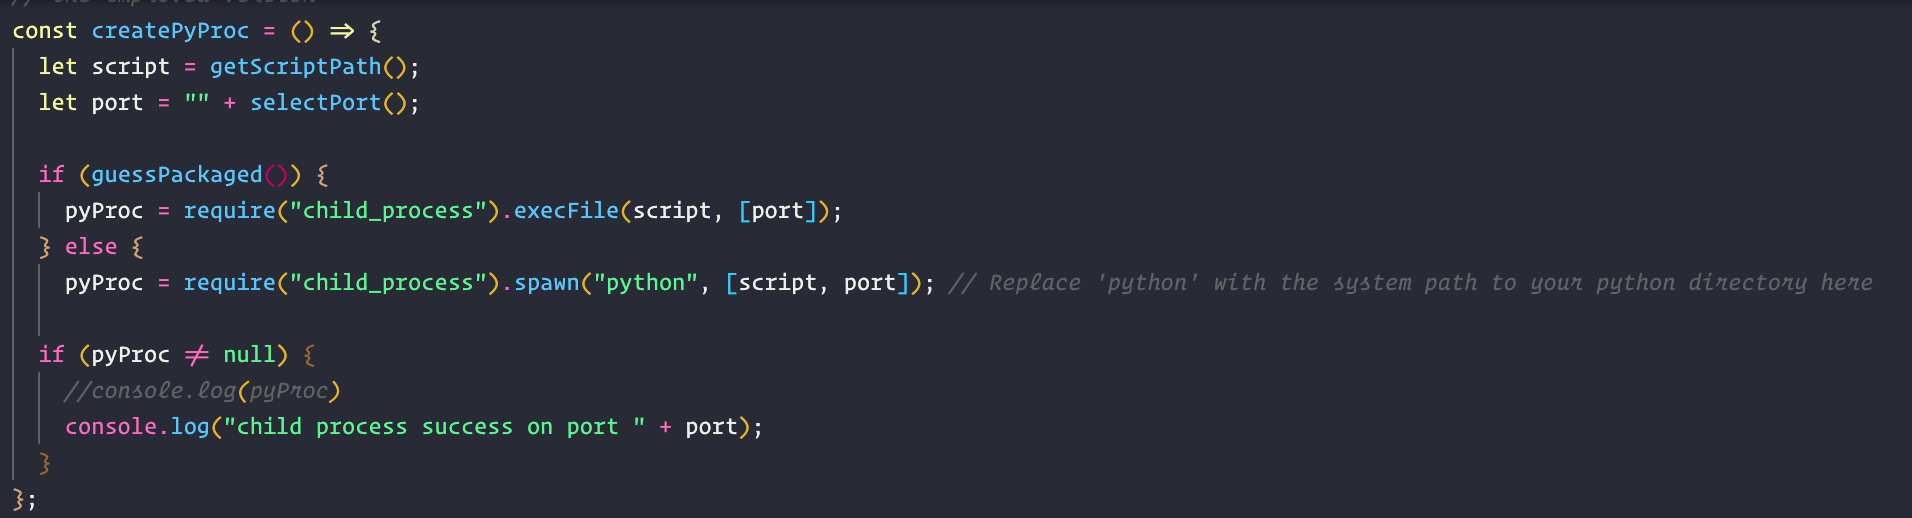 const createPyProc = () => {
let script = getScriptPath();
let port = "" + selectPort();
if (guessPackaged()) {
pyProc = require("child_process").execFile(script, [port]);
} else {
pyProc = require("child_process").spawn("python", [script, port]); // Replace 'python' with the system path to your python directory here
if (pyProc != null) {
//console.log(pyProc)
console.log("child process success on port " + port);
}
};